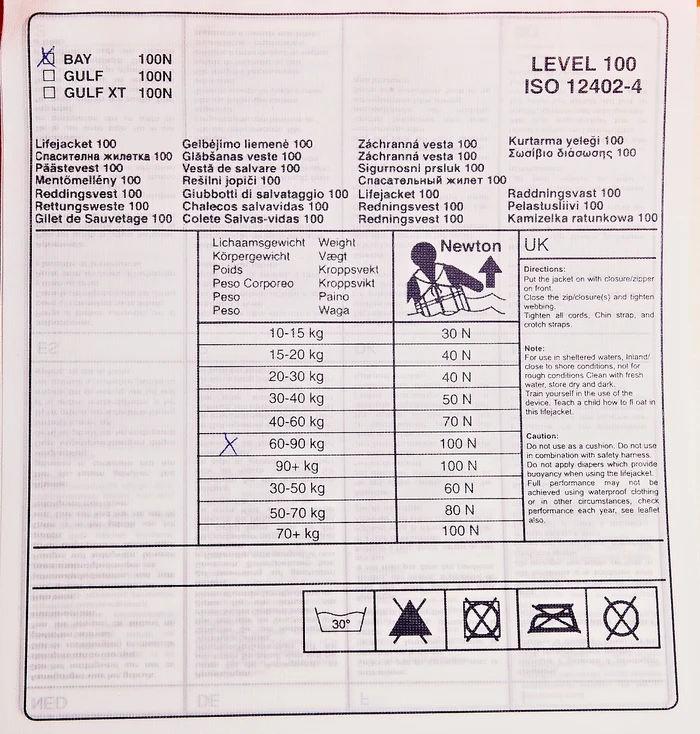 BAY 100N
GULF 100N
GULF XT 100N
LEVEL 100
ISO 12402-4
Lifejacket 100
Спасителна жилетка 100
Päästevest 100
Mentőmellény 100
Reddingsvest 100
Rettungsweste 100
Gilet de Sauvetage 100
Gelbėjimo liemenė 100
Glābšanas veste 100
Vestă de salvare 100
Rešilni jopiči 100
Giubbotti di salvataggio 100
Chalecos salvavidas 100
Colete Salvas-vidas 100
Záchranná vesta 100
Záchranná vesta 100
Sigurnosni prsluk 100
Спасательный жилет 100
Lifejacket 100
Redningsvest 100
Redningsvest 100
Kurtarma yeleği 100
Σωσίβιο διάσωσης 100
Raddningsvast 100
Pelastusliivi 100
Kamizelka ratunkowa 100
Lichaamsgewicht Weight
Körpergewicht Vægt
Poids Kroppsvekt
Peso Corporeo Kroppsvikt
Peso Paino
Peso Waga
Newton
10-15 kg 30 N
15-20 kg 40 N
20-30 kg 40 N
30-40 kg 50 N
40-60 kg 70 N
60-90 kg 100 N
90+ kg 100 N
30-50 kg 60 N
50-70 kg 80 N
70+ kg 100 N
UK
Directions:
Put the jacket on with closure/zipper
on front.
Close the zip/closure(s) and tighten
webbing.
Tighten all cords, Chin strap, and
crotch straps.
Note:
For use in sheltered waters, Inland/
close to shore conditions, not for
rough conditions Clean with fresh
water, store dry and dark.
Train yourself in the use of the
device. Teach a child how to fl oat in
this lifejacket.
Caution:
Do not use as a cushion. Do not use
in combination with safety harness.
Do not apply diapers which provide
buoyancy when using the lifejacket.
Full performance may not be
achieved using waterproof clothing
or in other circumstances, check
performance each year, see leaflet
also.
30°